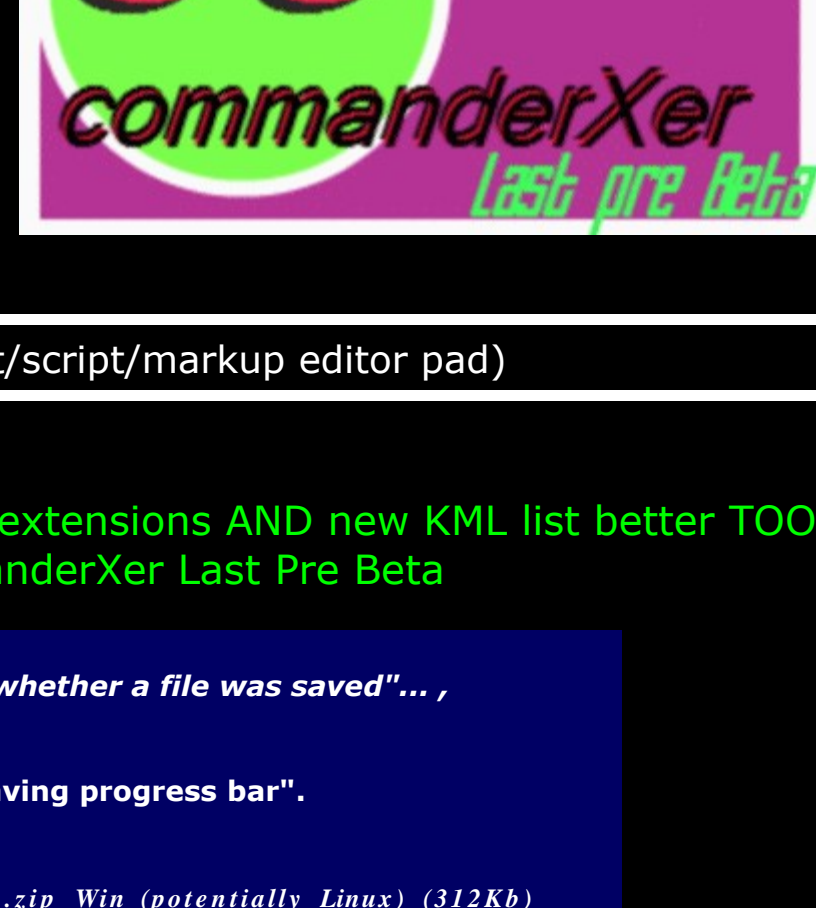 commanderXer
Last pre Beta
t/script/markup editor pad)
extensions AND new KML list better TOO
anderXer Last Pre Beta
whether a file was saved"... ,
ving progress bar".
.zip Win (potentially Linux) (312Kb)